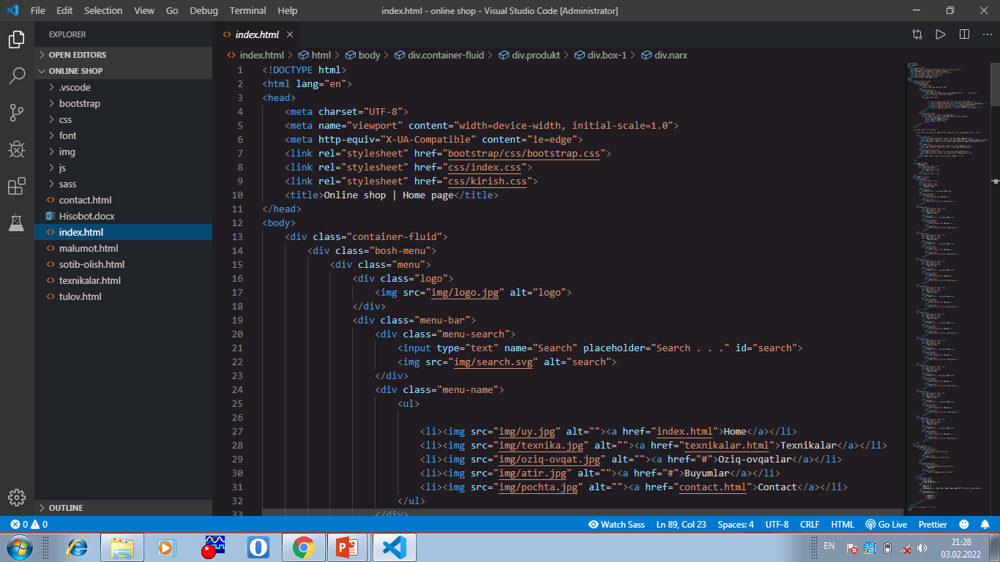 File Edit Selection View Go Debug Terminal Help index.html - online shop - Visual Studio Code [Administrator]
EXPLORER
OPEN EDITORS
ONLINE SHOP
.vscode
bootstrap
css
font
img
js
sass
contact.html
Hisobot.docx
index.html
malumot.html
sotib-olish.html
texnikalar.html
tulov.html
OUTLINE
index.html
index.html > html > body > div.container-fluid > div.produkt > div.box-1 > div.narx
1 <!DOCTYPE html>
2 <html lang="en">
3 <head>
4 <meta charset="UTF-8">
5 <meta name="viewport" content="width=device-width, initial-scale=1.0">
6 <meta http-equiv="X-UA-Compatible" content="ie=edge">
7 <link rel="stylesheet" href="bootstrap/css/bootstrap.css">
8 <link rel="stylesheet" href="css/index.css">
9 <link rel="stylesheet" href="css/kirish.css">
10 <title>Online shop | Home page</title>
11 </head>
12 <body>
13 <div class="container-fluid">
14 <div class="bosh-menu">
15 <div class="menu">
16 <div class="logo">
17 <img src="img/logo.jpg" alt="logo">
18 </div>
19 <div class="menu-bar">
20 <div class="menu-search">
21 <input type="text" name="Search" placeholder="Search . . ." id="search">
22 <img src="img/search.svg" alt="search">
23 </div>
24 <div class="menu-name">
25 <ul>
26
27 <li><img src="img/uy.jpg" alt=""><a href="index.html">Home</a></li>
28 <li><img src="img/texnika.jpg" alt=""><a href="texnikalar.html">Texnikalar</a></li>
29 <li><img src="img/oziq-ovqat.jpg" alt=""><a href="#">Oziq-ovqatlar</a></li>
30 <li><img src="img/atir.jpg" alt=""><a href="#">Buyumlar</a></li>
31 <li><img src="img/pochta.jpg" alt=""><a href="contact.html">Contact</a></li>
32 </ul>
33 </div>
0 0 Watch Sass Ln 89, Col 23 Spaces: 4 UTF-8 CRLF HTML Go Live Prettier
EN 21:28
03.02.2022